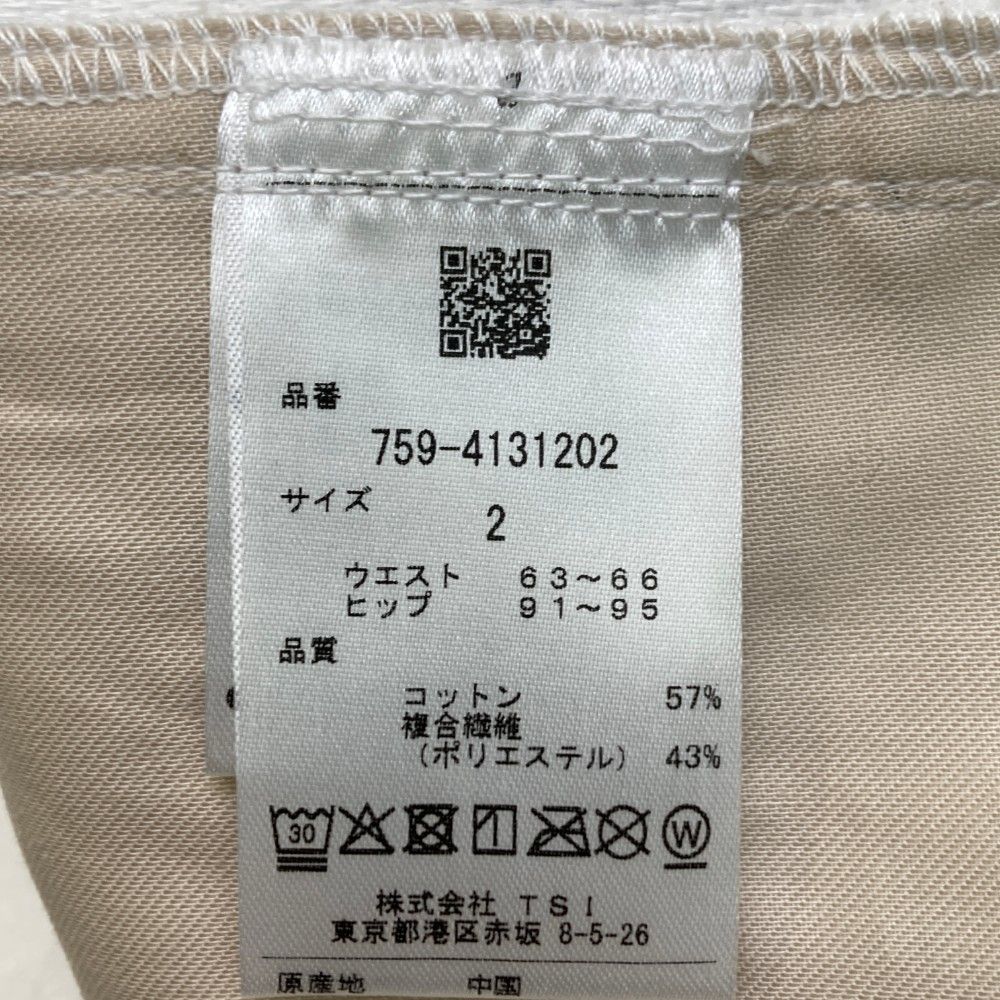 品番
759-4131202
サイズ
2
ウエスト 63~66
ヒップ 91~95
品質
コットン 57%
複合繊維
(ポリエステル) 43%
30 W
株式会社 TSI
東京都港区赤坂 8-5-26
原産地 中国